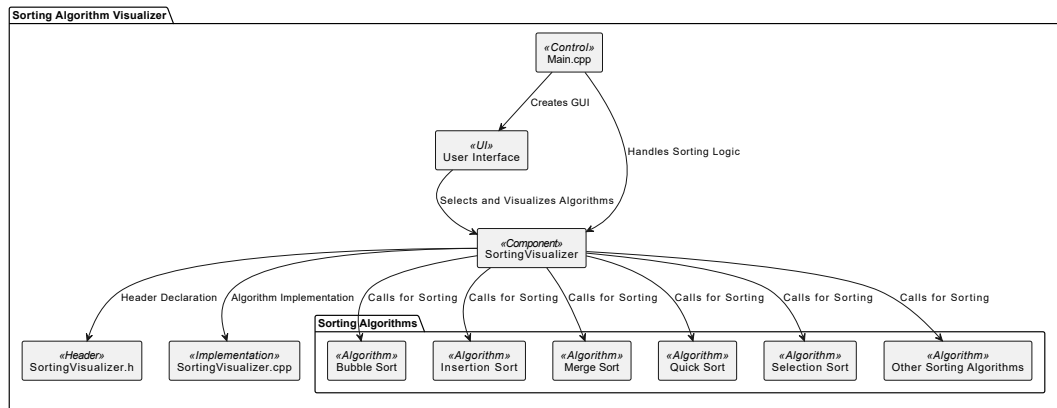 Sorting Algorithm Visualizer
«Control»
Main.cpp
Creates GUI
«UI»
User Interface
Handles Sorting Logic
Selects and Visualizes Algorithms
«Component»
SortingVisualizer
Header Declaration
Algorithm Implementation
Calls for Sorting
Calls for Sorting
Calls for Sorting
Calls for Sorting
Calls for Sorting
Calls for Sorting
Sorting Algorithms
«Header»
SortingVisualizer.h
«Implementation»
SortingVisualizer.cpp
«Algorithm»
Bubble Sort
«Algorithm»
Insertion Sort
«Algorithm»
Merge Sort
«Algorithm»
Quick Sort
«Algorithm»
Selection Sort
«Algorithm»
Other Sorting Algorithms